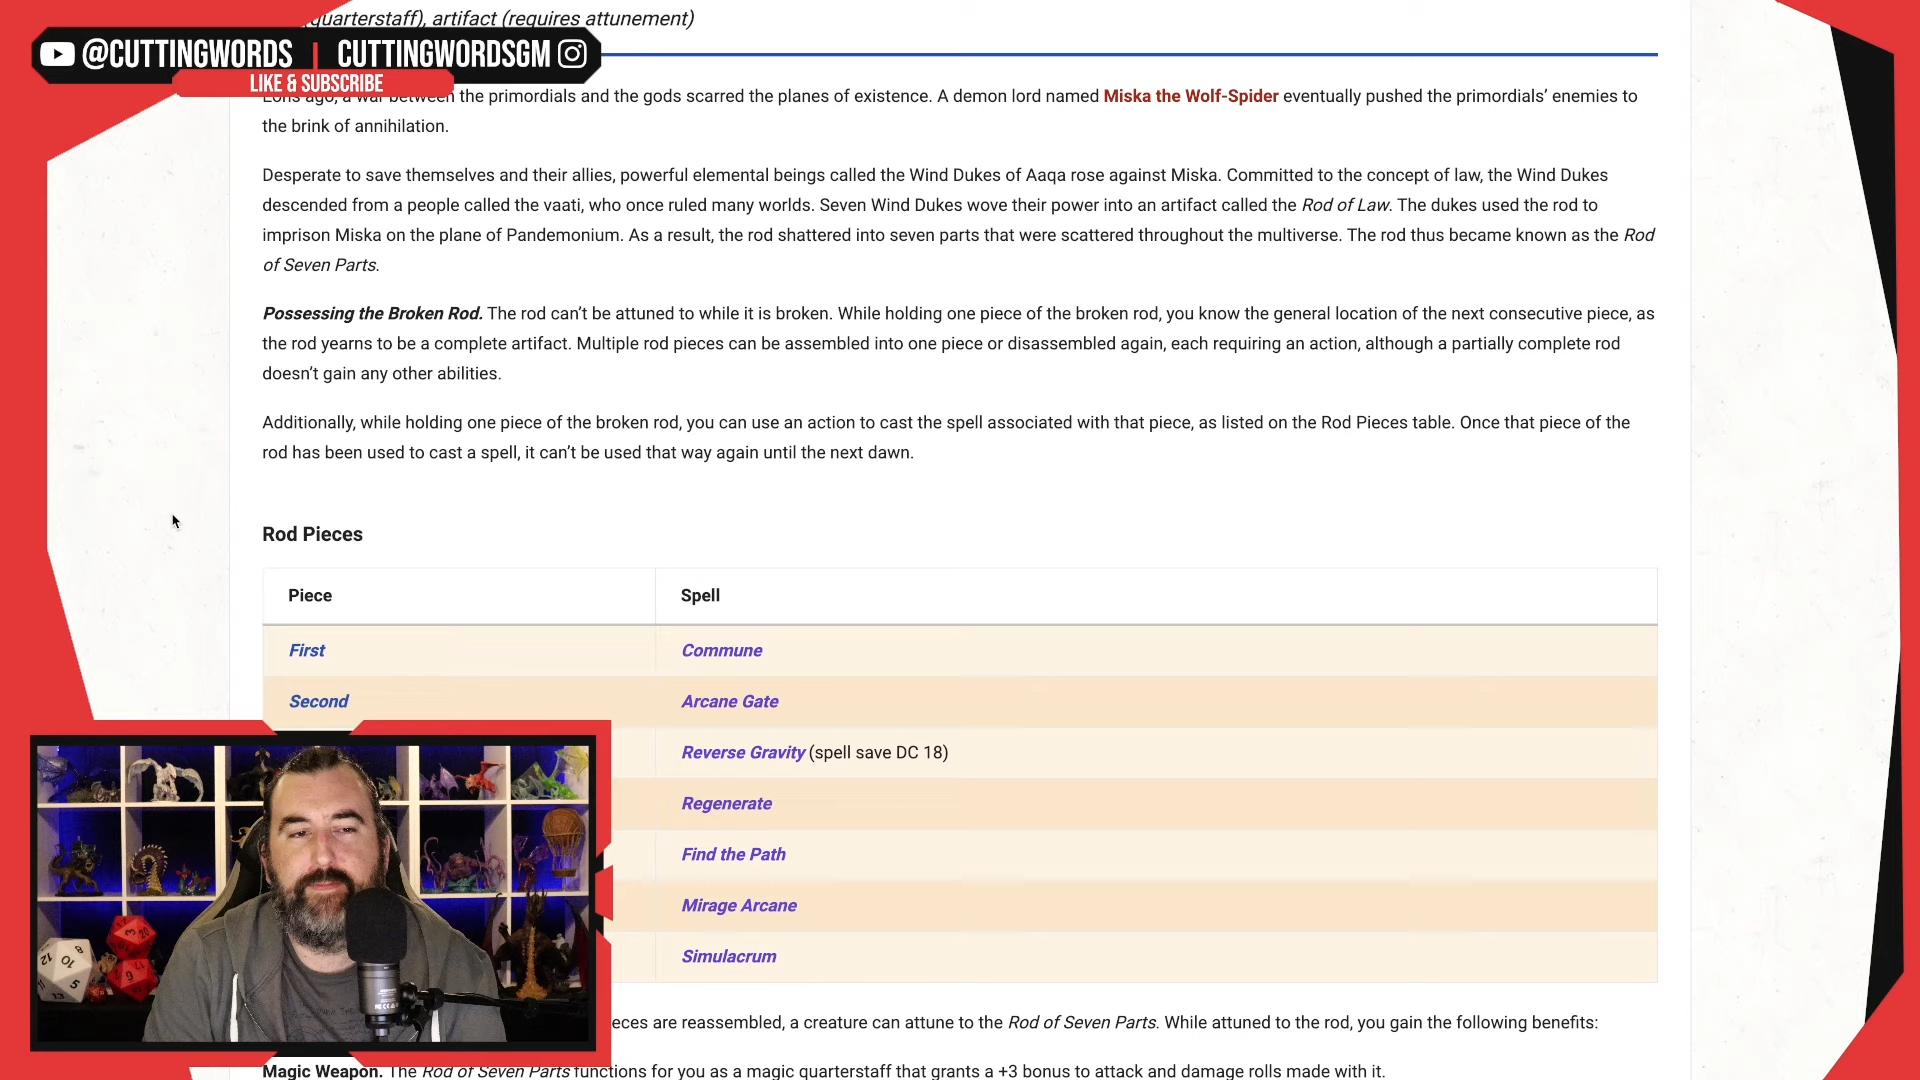 quarterstaff), artifact (requires attunement)
@CUTTINGWORDS | CUTTINGWORDSGM
LIKE & SUBSCRIBE
Eons ago, a war between the primordials and the gods scarred the planes of existence. A demon lord named Miska the Wolf-Spider eventually pushed the primordials’ enemies to
the brink of annihilation.
Desperate to save themselves and their allies, powerful elemental beings called the Wind Dukes of Aaqa rose against Miska. Committed to the concept of law, the Wind Dukes
descended from a people called the vaati, who once ruled many worlds. Seven Wind Dukes wove their power into an artifact called the Rod of Law. The dukes used the rod to
imprison Miska on the plane of Pandemonium. As a result, the rod shattered into seven parts that were scattered throughout the multiverse. The rod thus became known as the Rod
of Seven Parts.
Possessing the Broken Rod. The rod can’t be attuned to while it is broken. While holding one piece of the broken rod, you know the general location of the next consecutive piece, as
the rod yearns to be a complete artifact. Multiple rod pieces can be assembled into one piece or disassembled again, each requiring an action, although a partially complete rod
doesn’t gain any other abilities.
Additionally, while holding one piece of the broken rod, you can use an action to cast the spell associated with that piece, as listed on the Rod Pieces table. Once that piece of the
rod has been used to cast a spell, it can’t be used that way again until the next dawn.
Rod Pieces
Piece Spell
First Commune
Second Arcane Gate
Reverse Gravity (spell save DC 18)
Regenerate
Find the Path
Mirage Arcane
Simulacrum
eces are reassembled, a creature can attune to the Rod of Seven Parts. While attuned to the rod, you gain the following benefits:
Magic Weapon. The Rod of Seven Parts functions for you as a magic quarterstaff that grants a +3 bonus to attack and damage rolls made with it.